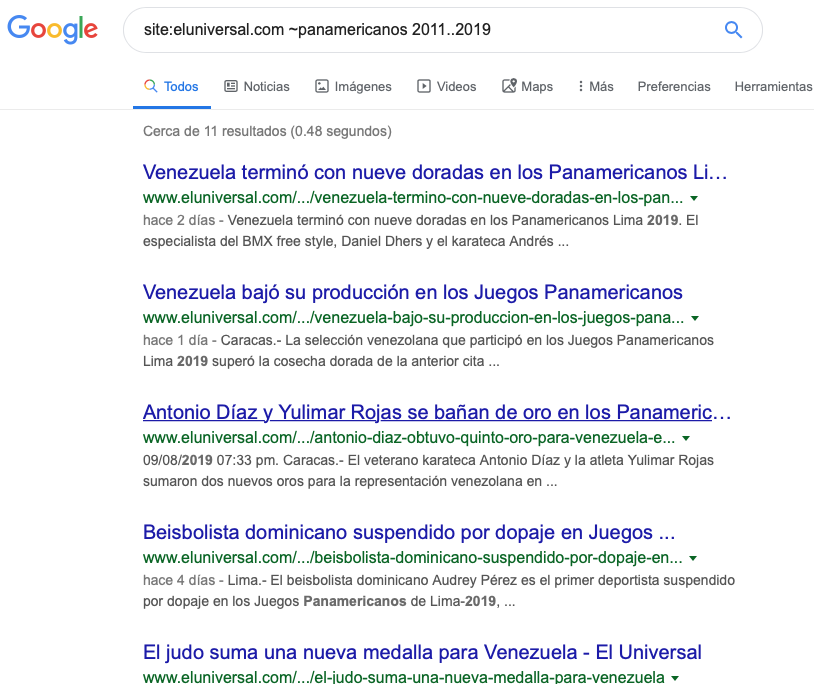 Google
site:eluniversal.com ~panamericanos 2011..2019
Todos Noticias Imágenes Videos Maps Más Preferencias Herramientas
Cerca de 11 resultados (0.48 segundos)
Venezuela terminó con nueve doradas en los Panamericanos Li...
www.eluniversal.com/.../venezuela-termino-con-nueve-doradas-en-los-pan...
hace 2 días - Venezuela terminó con nueve doradas en los Panamericanos Lima 2019. El
especialista del BMX free style, Daniel Dhers y el karateca Andrés ...
Venezuela bajó su producción en los Juegos Panamericanos
www.eluniversal.com/.../venezuela-bajo-su-produccion-en-los-juegos-pana...
hace 1 día - Caracas.- La selección venezolana que participó en los Juegos Panamericanos
Lima 2019 superó la cosecha dorada de la anterior cita ...
Antonio Díaz y Yulimar Rojas se bañan de oro en los Panameric...
www.eluniversal.com/.../antonio-diaz-obtuvo-quinto-oro-para-venezuela-e...
09/08/2019 07:33 pm. Caracas.- El veterano karateca Antonio Díaz y la atleta Yulimar Rojas
sumaron dos nuevos oros para la representación venezolana en ...
Beisbolista dominicano suspendido por dopaje en Juegos ...
www.eluniversal.com/.../beisbolista-dominicano-suspendido-por-dopaje-en...
hace 4 días - Lima.- El beisbolista dominicano Audrey Pérez es el primer deportista suspendido
por dopaje en los Juegos Panamericanos de Lima-2019, ...
El judo suma una nueva medalla para Venezuela - El Universal
www.eluniversal.com/.../el-judo-suma-una-nueva-medalla-para-venezuela